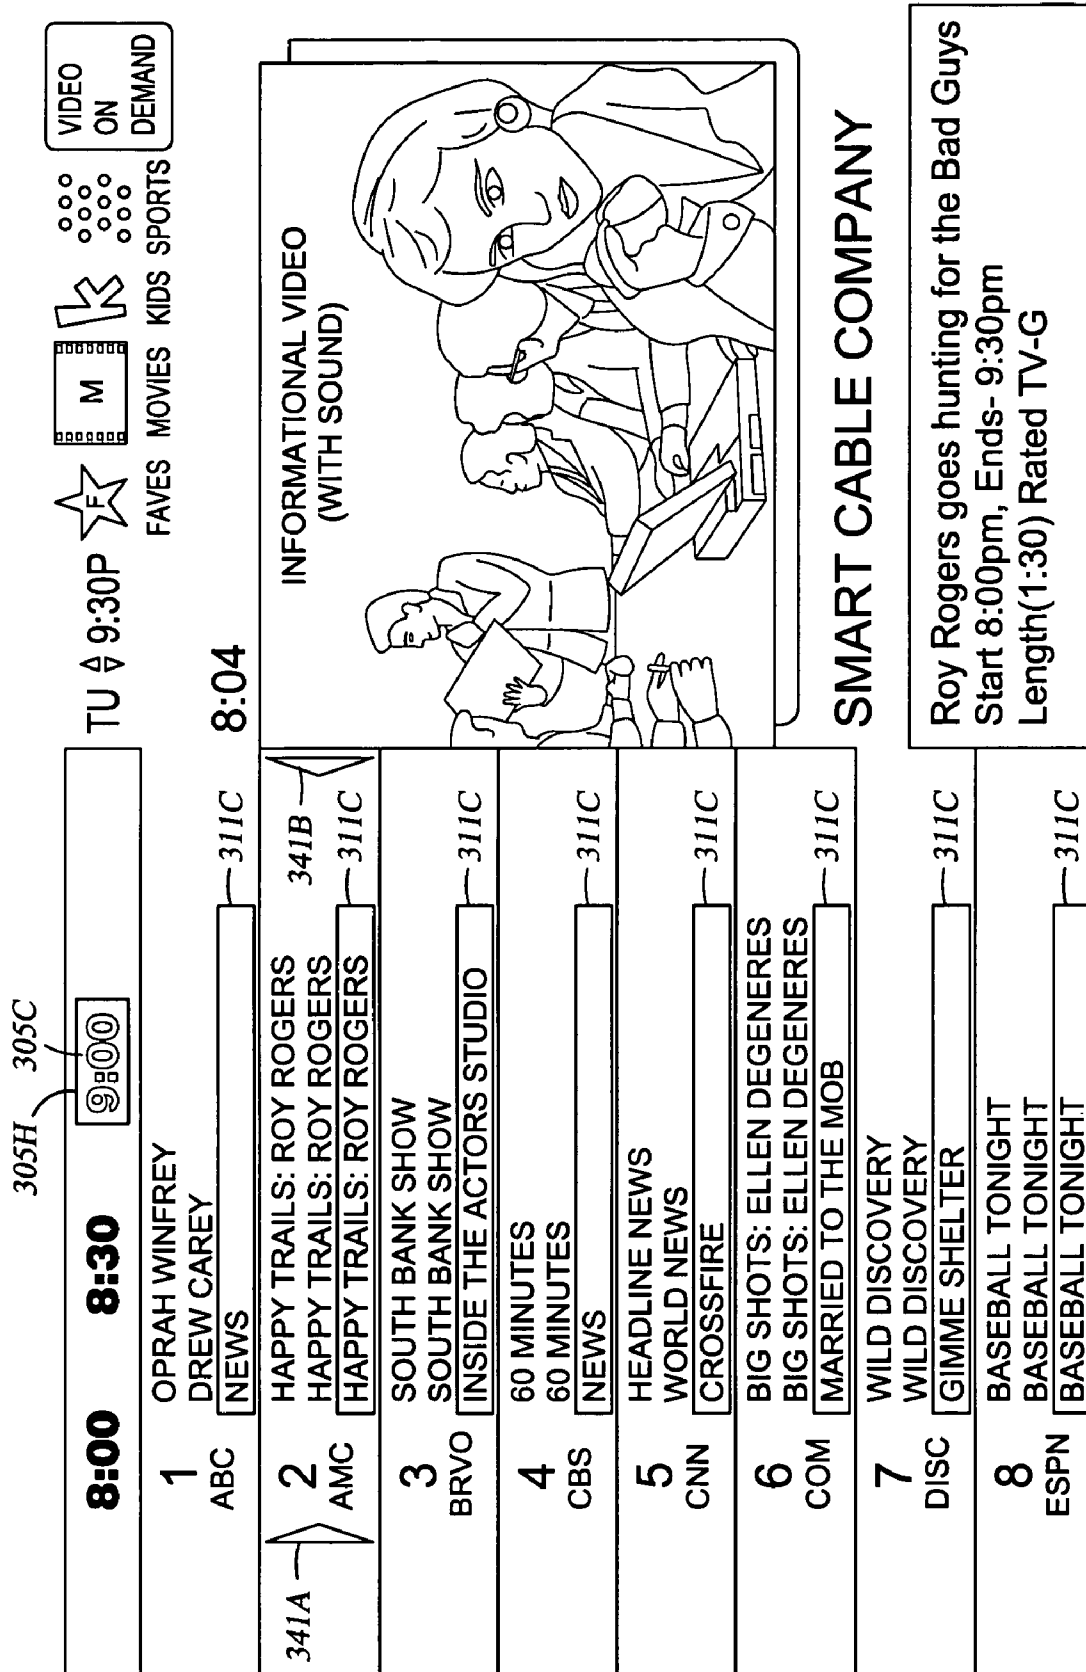 305H 305C
8:00 8:30 9:00
TU 9:30P
F
FAVES
M
MOVIES
K
KIDS
SPORTS
VIDEO
ON
DEMAND
8:04
1
ABC
OPRAH WINFREY
DREW CAREY
NEWS
311C
341A
2
AMC
HAPPY TRAILS: ROY ROGERS
HAPPY TRAILS: ROY ROGERS
HAPPY TRAILS: ROY ROGERS
341B
311C
3
BRVO
SOUTH BANK SHOW
SOUTH BANK SHOW
INSIDE THE ACTORS STUDIO
311C
4
CBS
60 MINUTES
60 MINUTES
NEWS
311C
5
CNN
HEADLINE NEWS
WORLD NEWS
CROSSFIRE
311C
6
COM
BIG SHOTS: ELLEN DEGENERES
BIG SHOTS: ELLEN DEGENERES
MARRIED TO THE MOB
311C
7
DISC
WILD DISCOVERY
WILD DISCOVERY
GIMME SHELTER
311C
8
ESPN
BASEBALL TONIGHT
BASEBALL TONIGHT
BASEBALL TONIGHT
311C
INFORMATIONAL VIDEO
(WITH SOUND)
SMART CABLE COMPANY
Roy Rogers goes hunting for the Bad Guys
Start 8:00pm, Ends- 9:30pm
Length(1:30) Rated TV-G